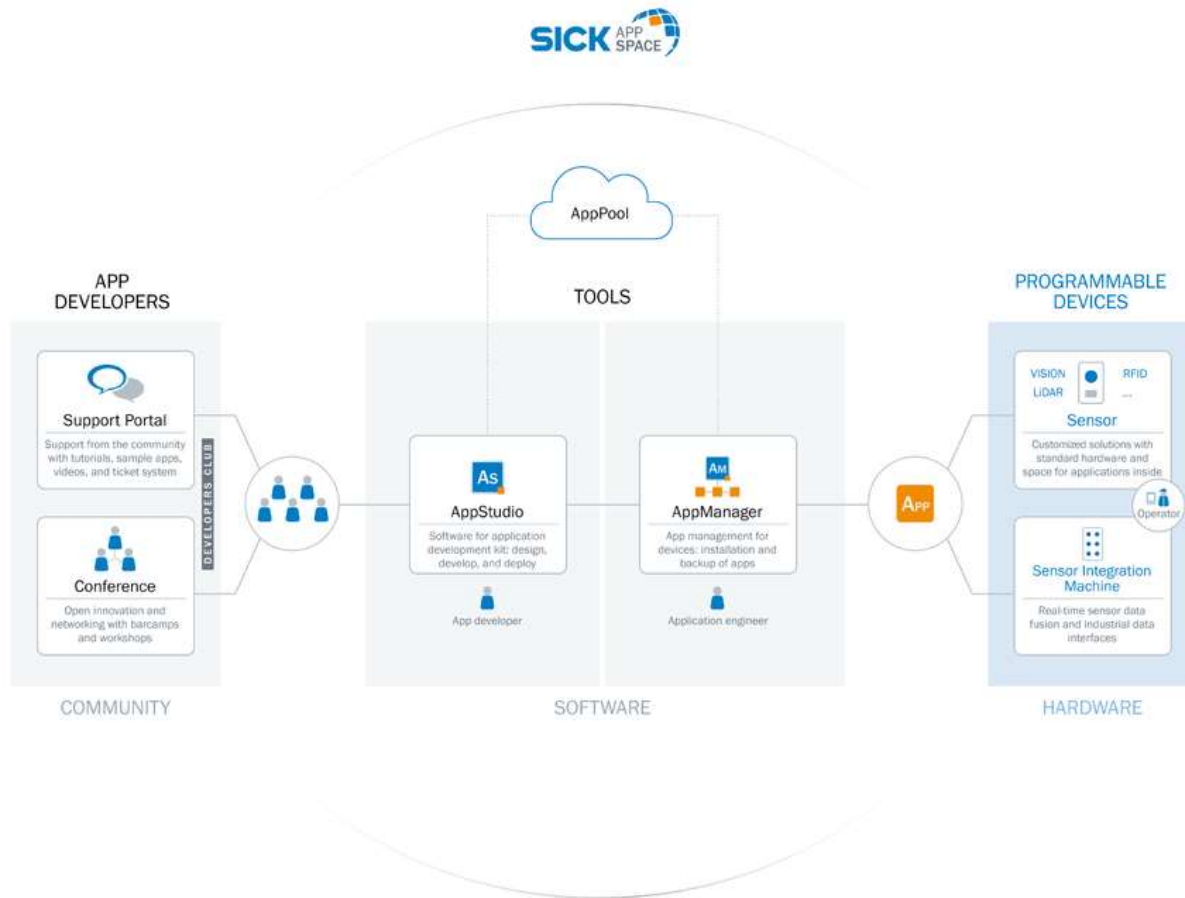 SICK APP
SPACE
AppPool
APP
DEVELOPERS
TOOLS
PROGRAMMABLE
DEVICES
Support Portal
Support from the community
with tutorials, sample apps,
videos, and ticket system
Conference
Open innovation and
networking with barcamps
and workshops
DEVELOPERS CLUB
As
AppStudio
Software for application
development kit: design,
develop, and deploy
App developer
AM
AppManager
App management for
devices: installation and
backup of apps
Application engineer
APP
VISION
RFID
LiDAR
...
Sensor
Customized solutions with
standard hardware and
space for applications inside
Operator
Sensor Integration
Machine
Real-time sensor data
fusion and industrial data
interfaces
COMMUNITY
SOFTWARE
HARDWARE